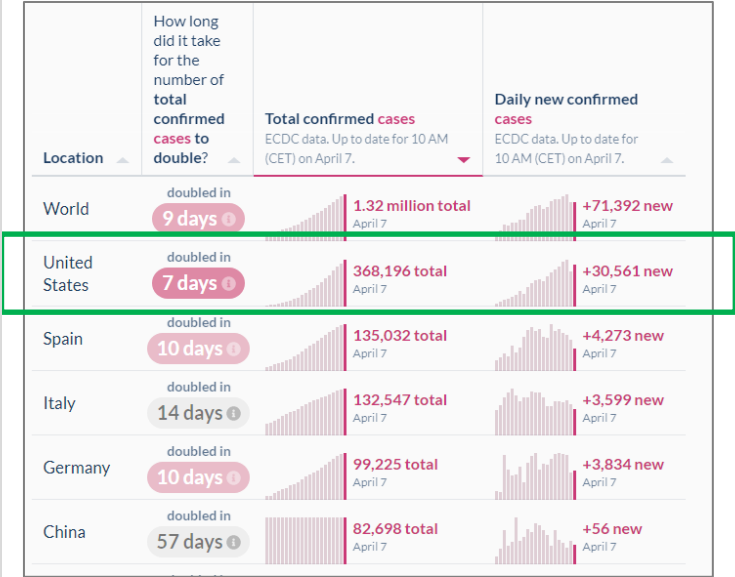 How long
did it take
for the
number of
total
confirmed
cases to
double?
Location
Total confirmed cases
ECDC data. Up to date for 10 AM
(CET) on April 7.
Daily new confirmed
cases
ECDC data. Up to date for
10 AM (CET) on April 7.
World
doubled in
9 days i
1.32 million total
April 7
+71,392 new
April 7
United
States
doubled in
7 days i
368,196 total
April 7
+30,561 new
April 7
Spain
doubled in
10 days i
135,032 total
April 7
+4,273 new
April 7
Italy
doubled in
14 days i
132,547 total
April 7
+3,599 new
April 7
Germany
doubled in
10 days i
99,225 total
April 7
+3,834 new
April 7
China
doubled in
57 days i
82,698 total
April 7
+56 new
April 7